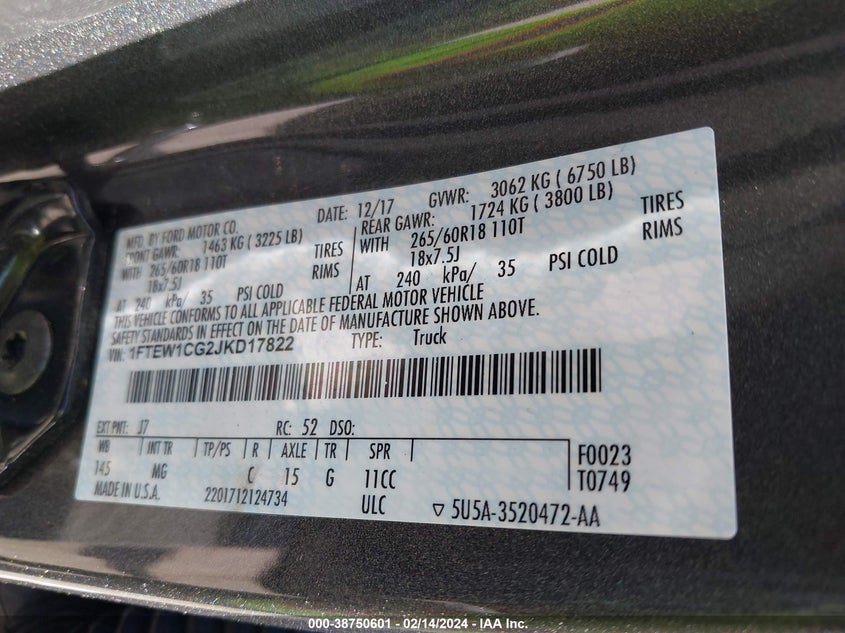 MFD. BY FORD MOTOR CO. DATE: 12/17 GVWR: 3062 KG ( 6750 LB)
FRONT GAWR: 1463 KG ( 3225 LB) REAR GAWR: 1724 KG ( 3800 LB)
WITH 265/60R18 110T TIRES WITH 265/60R18 110T TIRES
18x7.5J RIMS 18x7.5J RIMS
AT 240 kPa/ 35 PSI COLD AT 240 kPa/ 35 PSI COLD
THIS VEHICLE CONFORMS TO ALL APPLICABLE FEDERAL MOTOR VEHICLE
SAFETY STANDARDS IN EFFECT ON THE DATE OF MANUFACTURE SHOWN ABOVE.
VIN: 1FTEW1CG2JKD17822 TYPE: Truck
EXT PNT: J7 RC: 52 DSO:
WB INT TR TP/PS R AXLE TR SPR F0023
145 MG C 15 G 11CC T0749
MADE IN U.S.A. 2201712124734 ULC ▽ 5U5A-3520472-AA
000-38750601 - 02/14/2024 - IAA Inc.